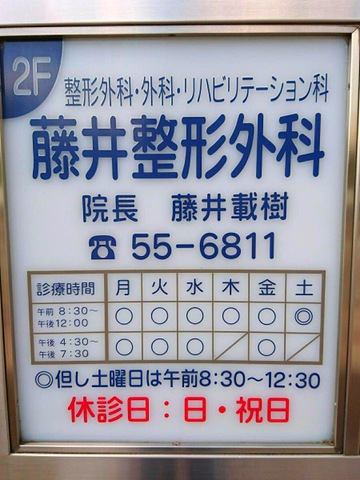 2F
整形外科・外科・リハビリテーション科
藤井整形外科
院長 藤井載樹
☎ 55-6811
診療時間 月 火 水 木 金 土
午前 8:30〜午後12:00 ○ ○ ○ ○ ○ ◎
午後 4:30〜午後 7:30 ○ ○ ○ ／ ○ ／
◎但し土曜日は午前8:30〜12:30
休診日：日・祝日